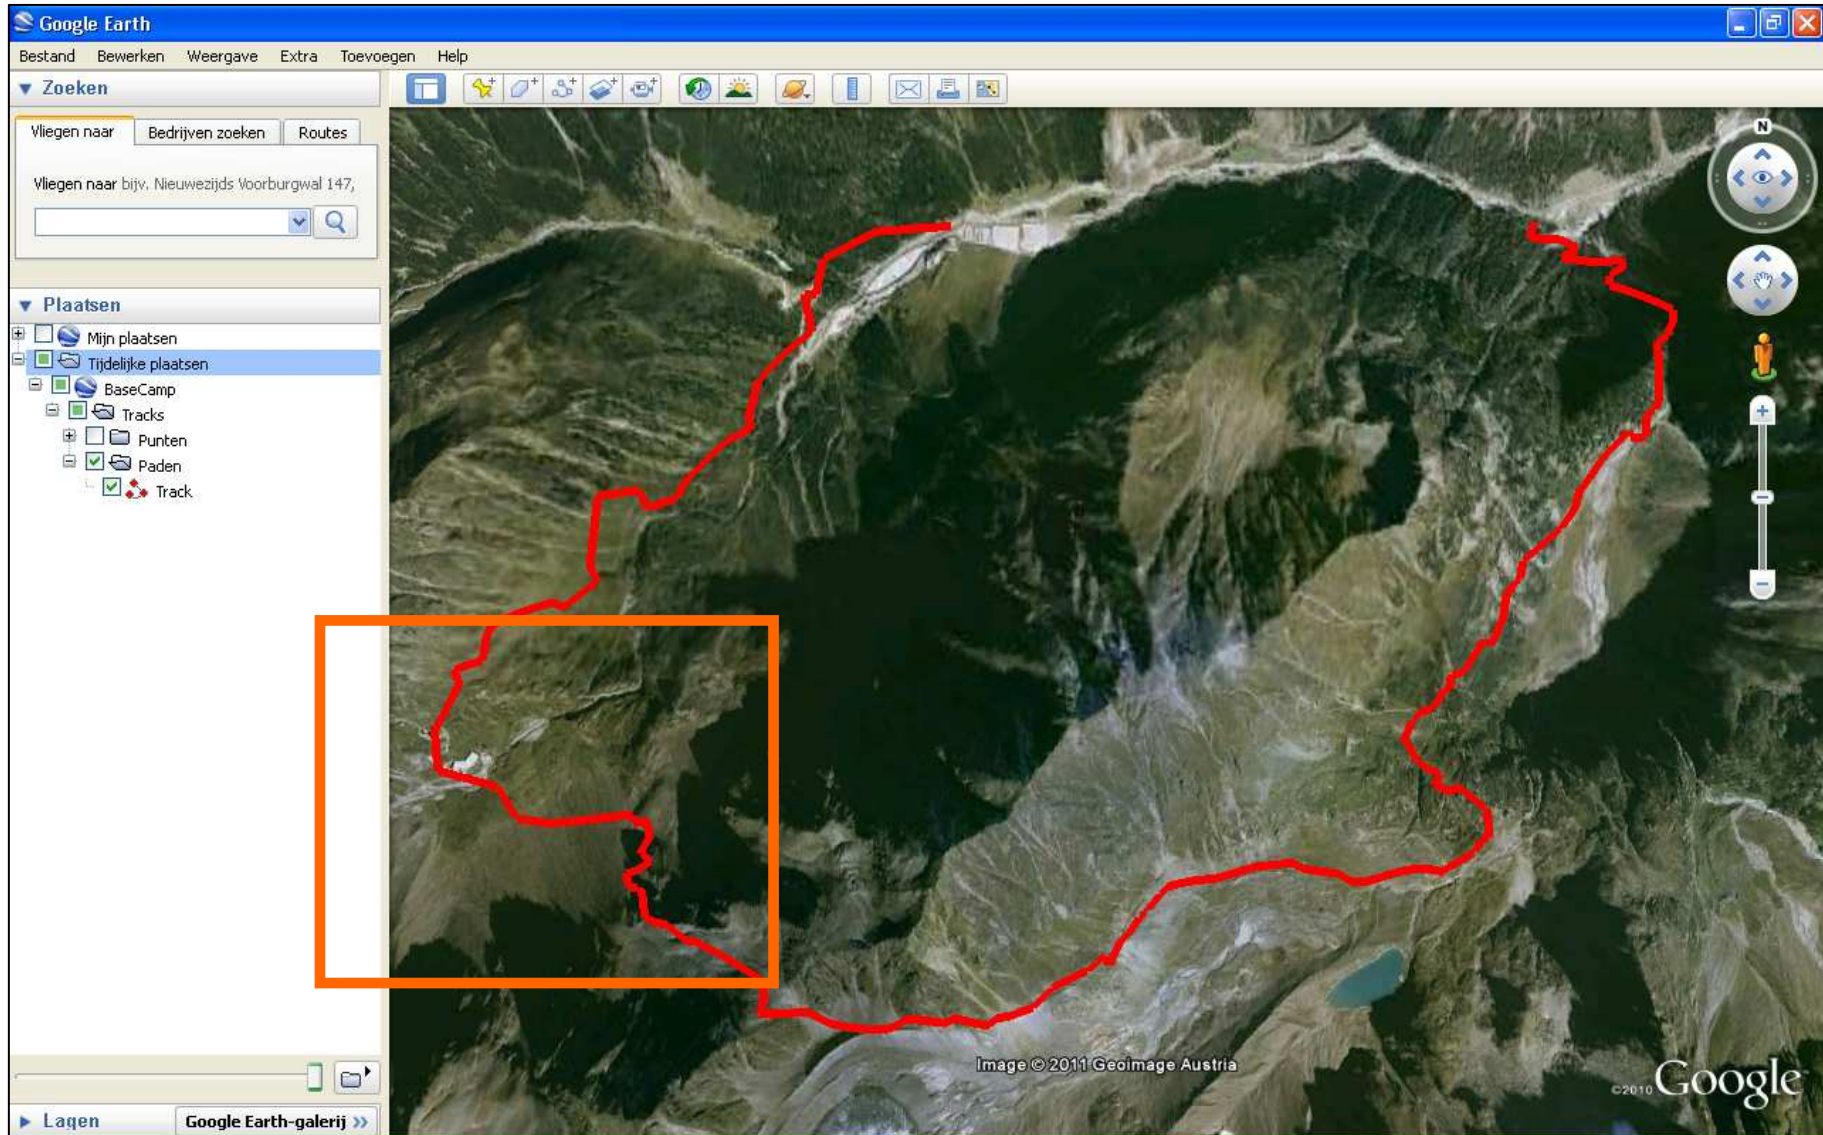 Google Earth
Bestand Bewerken Weergave Extra Toevoegen Help
Zoeken
Vliegen naar Bedrijven zoeken Routes
Vliegen naar bijv. Nieuwezijds Voorburgwal 147,
Plaatsen
Mijn plaatsen
Tijdelijke plaatsen
BaseCamp
Tracks
Punten
Paden
Track
N
Image © 2011 Geoimage Austria
©2010 Google
Lagen Google Earth-galerij >>